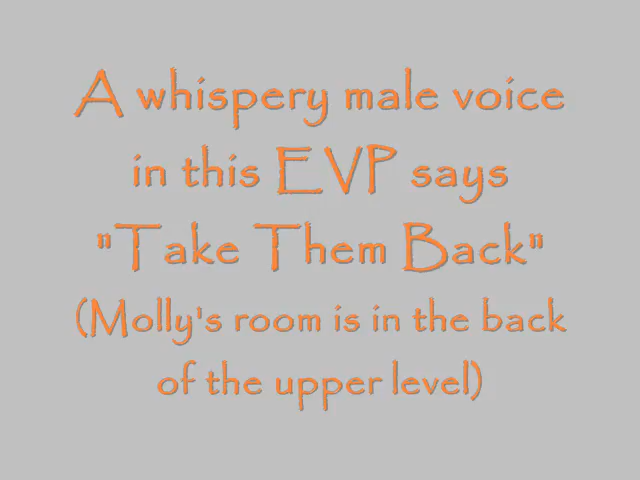 A whispery male voice
in this EVP says
"Take Them Back"
(Molly's room is in the back
of the upper level)